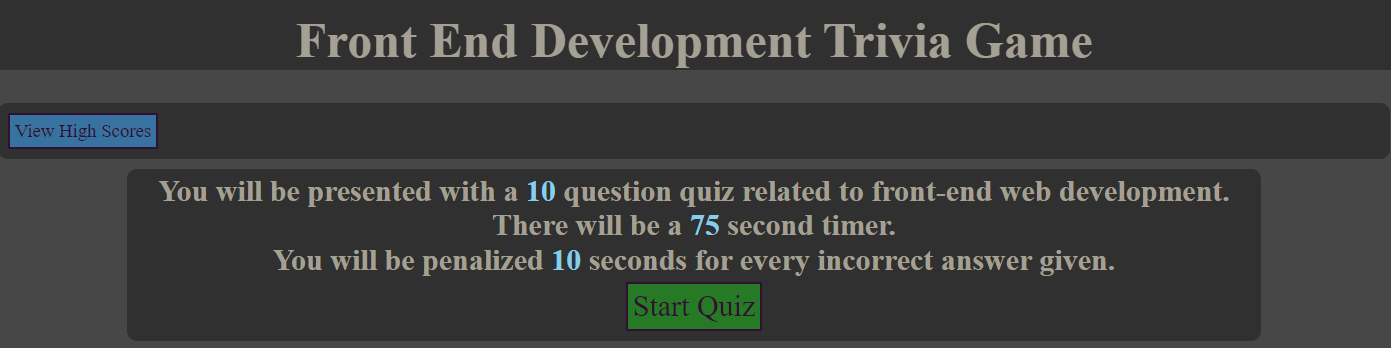 Front End Development Trivia Game
View High Scores
You will be presented with a 10 question quiz related to front-end web development.
There will be a 75 second timer.
You will be penalized 10 seconds for every incorrect answer given.
Start Quiz